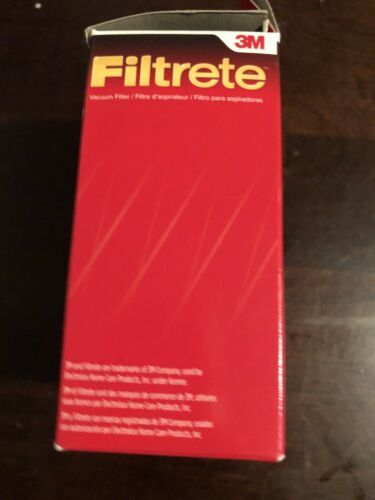 3M
Filtrete™
Vacuum Filter / Filtre d'aspirateur / Filtro para aspiradoras
3M and Filtrete are trademarks of 3M Company, used by
Electrolux Home Care Products, Inc. under license.
3M e Filtrete sont des marques de commerce de 3M, utilisées
sous licence par Electrolux Home Care Products, Inc.
3M y Filtrete son marcas registradas de 3M Company, usadas
con autorización por Electrolux Home Care Products, Inc.